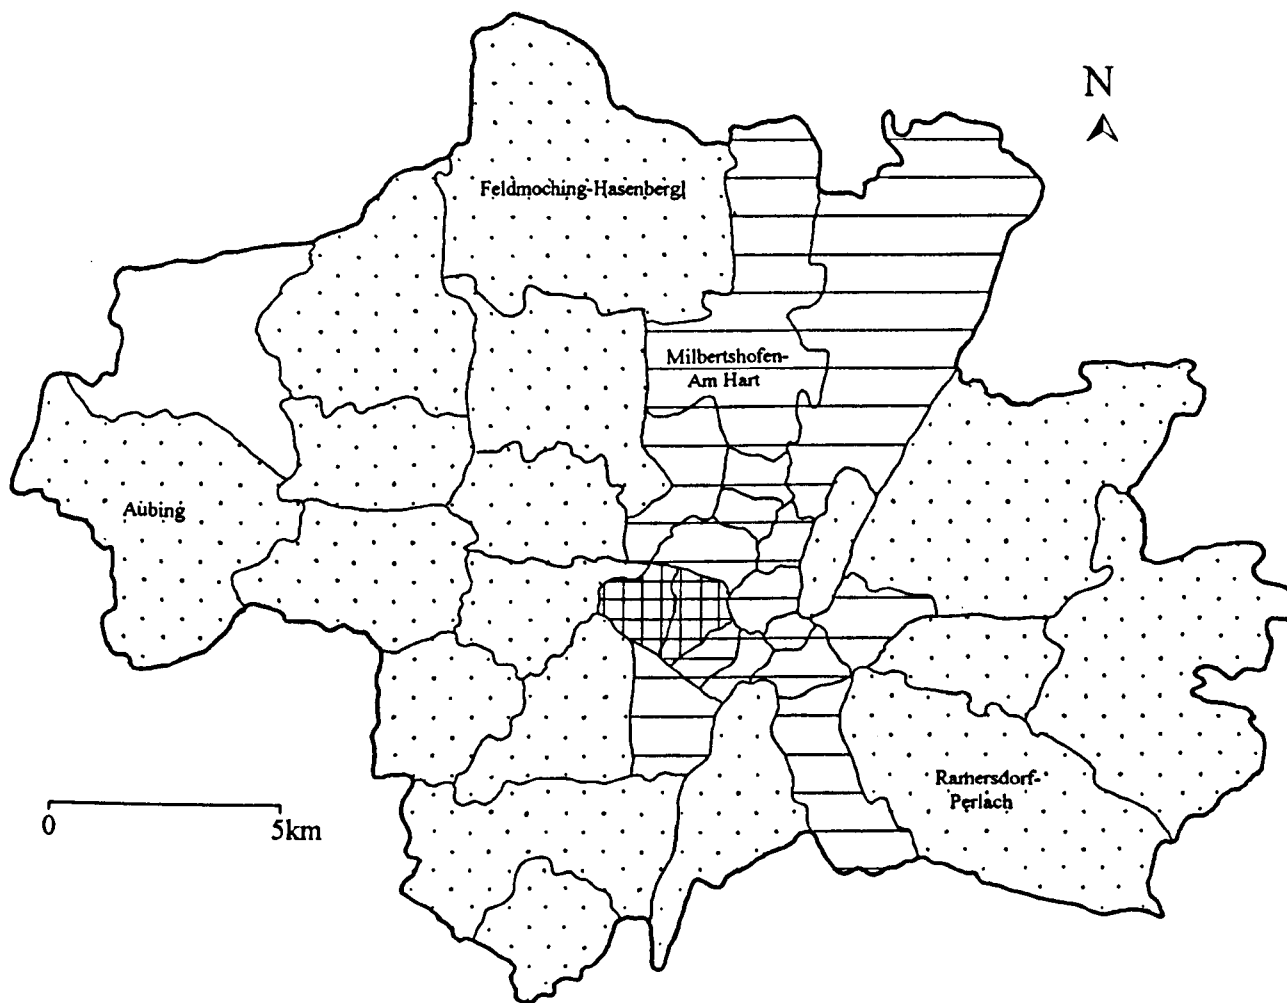 N
Feldmoching-Hasenbergl
Milbertshofen-
Am Hart
Aubing
Ramersdorf-
Perlach
0 5km